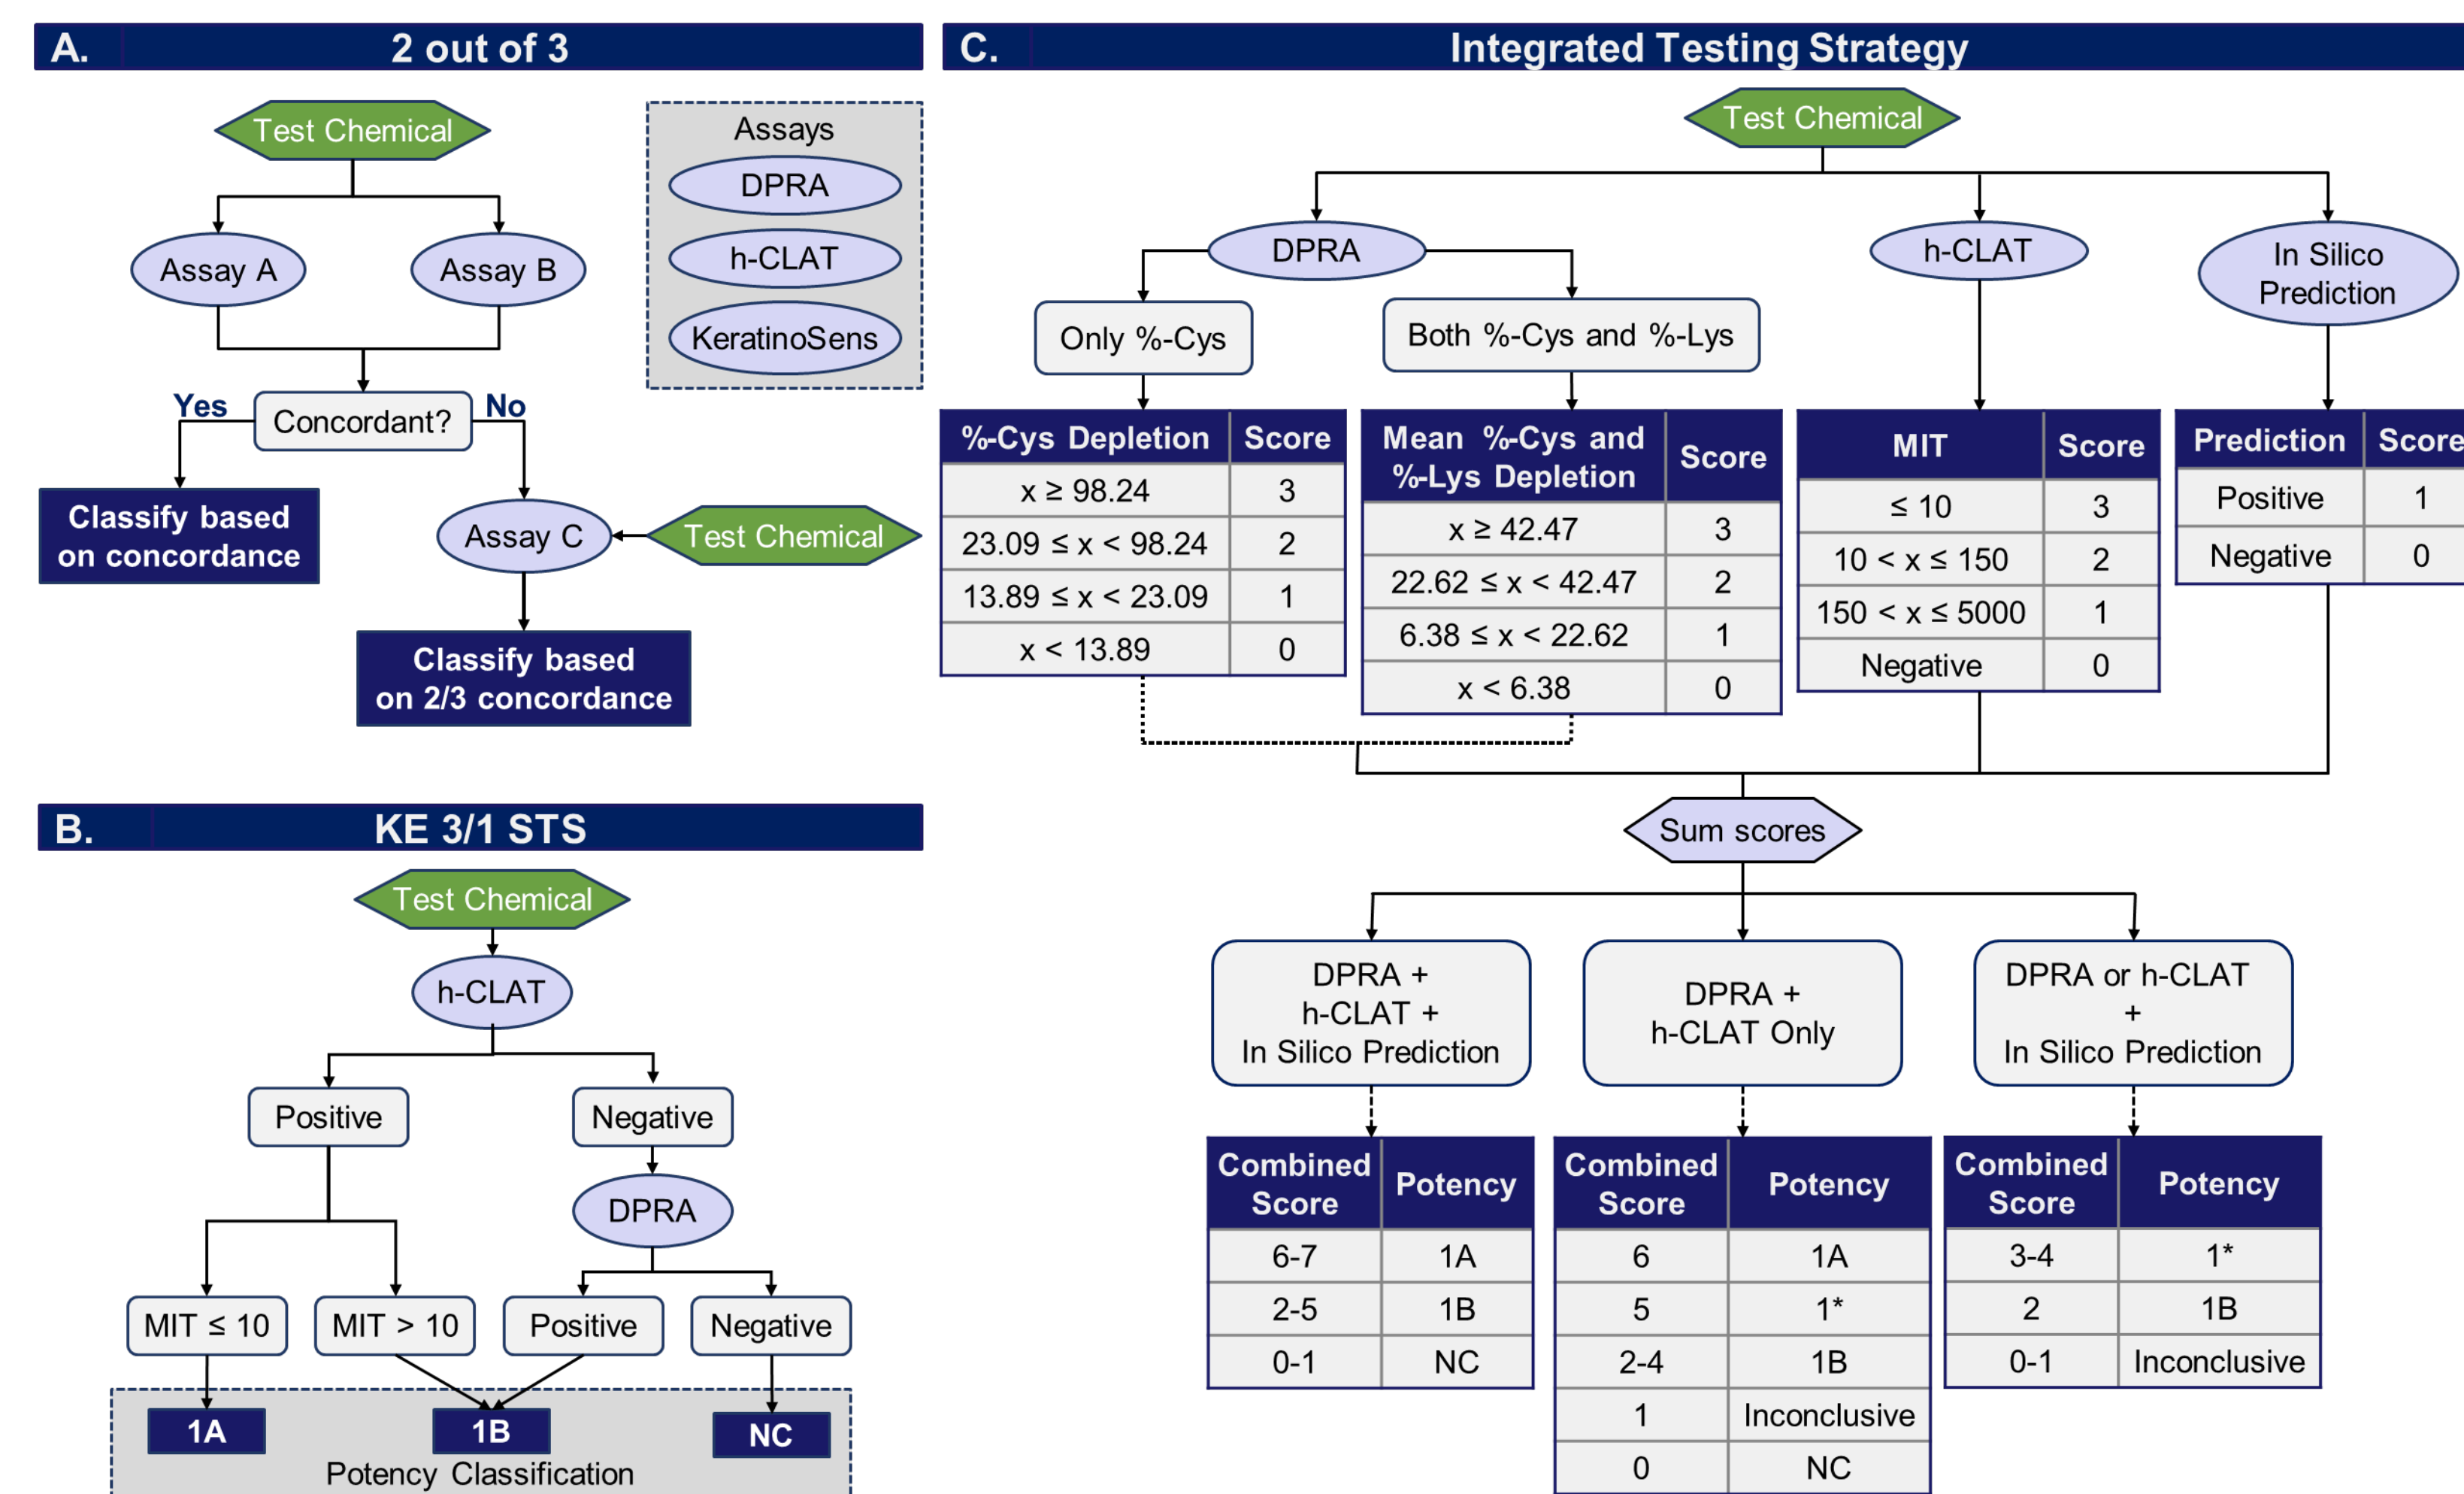 A. 2 out of 3
Test Chemical
Assays
DPRA
h-CLAT
KeratinoSens
Assay A
Assay B
Concordant?
Yes
No
Classify based
on concordance
Assay C
Test Chemical
Classify based
on 2/3 concordance
B. KE 3/1 STS
Test Chemical
h-CLAT
Positive
Negative
DPRA
MIT ≤ 10
MIT > 10
Positive
Negative
1A
1B
NC
Potency Classification
C. Integrated Testing Strategy
Test Chemical
DPRA
h-CLAT
In Silico
Prediction
Only %-Cys
Both %-Cys and %-Lys
%-Cys Depletion Score
x ≥ 98.24 3
23.09 ≤ x < 98.24 2
13.89 ≤ x < 23.09 1
x < 13.89 0
Mean %-Cys and
%-Lys Depletion Score
x ≥ 42.47 3
22.62 ≤ x < 42.47 2
6.38 ≤ x < 22.62 1
x < 6.38 0
MIT Score
≤ 10 3
10 < x ≤ 150 2
150 < x ≤ 5000 1
Negative 0
Prediction Score
Positive 1
Negative 0
Sum scores
DPRA +
h-CLAT +
In Silico Prediction
DPRA +
h-CLAT Only
DPRA or h-CLAT
+
In Silico Prediction
Combined
Score Potency
6-7 1A
2-5 1B
0-1 NC
Combined
Score Potency
6 1A
5 1*
2-4 1B
1 Inconclusive
0 NC
Combined
Score Potency
3-4 1*
2 1B
0-1 Inconclusive